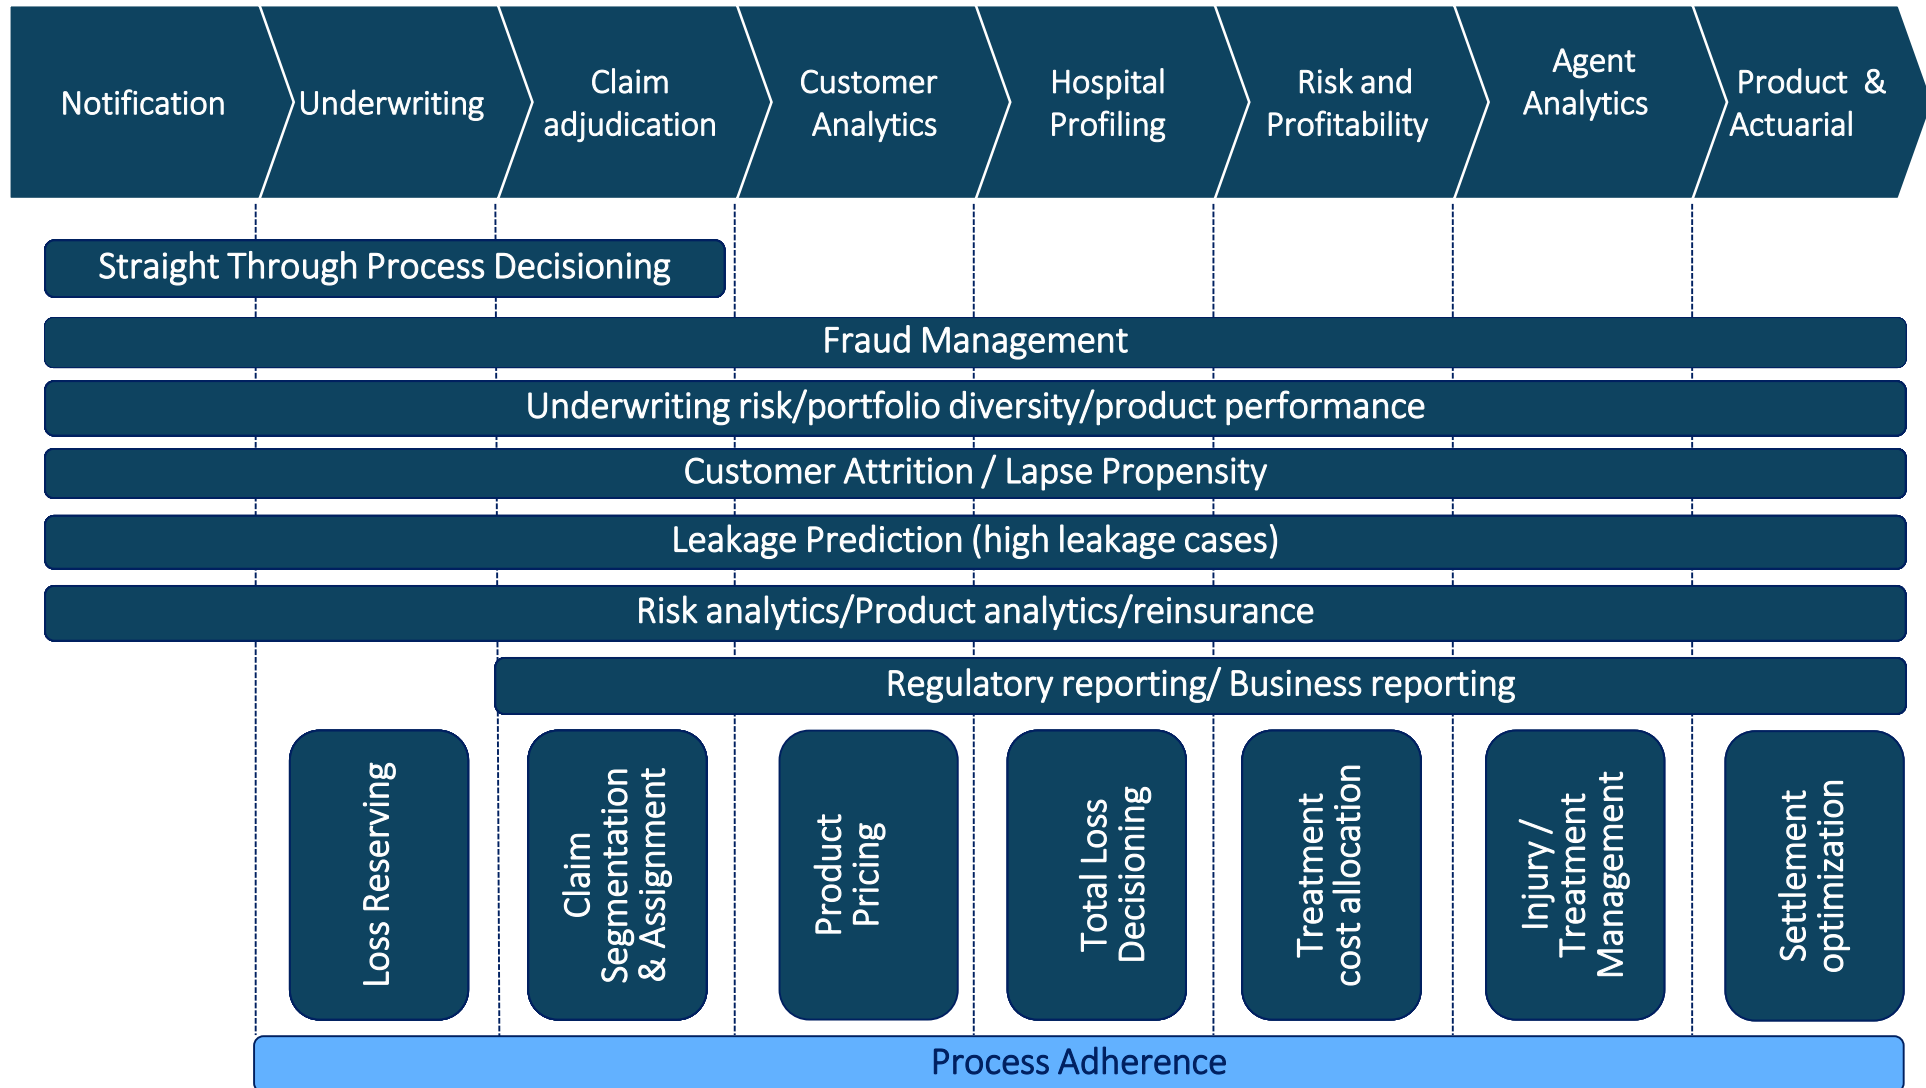 Notification
Underwriting
Claim
adjudication
Customer
Analytics
Hospital
Profiling
Risk and
Profitability
Agent
Analytics
Product &
Actuarial
Straight Through Process Decisioning
Fraud Management
Underwriting risk/portfolio diversity/product performance
Customer Attrition / Lapse Propensity
Leakage Prediction (high leakage cases)
Risk analytics/Product analytics/reinsurance
Regulatory reporting/ Business reporting
Loss Reserving
Claim
Segmentation
& Assignment
Product
Pricing
Total Loss
Decisioning
Treatment
cost allocation
Injury /
Treatment
Management
Settlement
optimization
Process Adherence